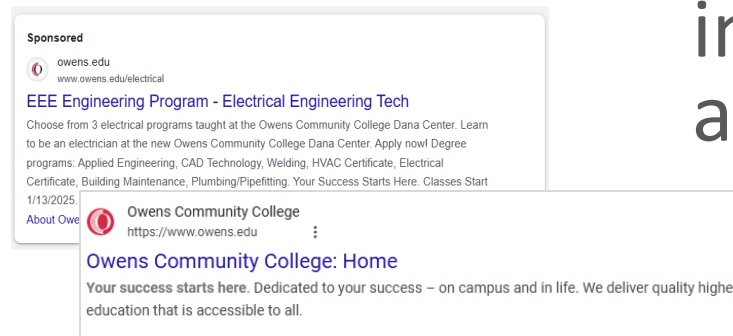 Sponsored
owens.edu
www.owens.edu/electrical
EEE Engineering Program - Electrical Engineering Tech
Choose from 3 electrical programs taught at the Owens Community College Dana Center. Learn
to be an electrician at the new Owens Community College Dana Center. Apply now! Degree
programs: Applied Engineering, CAD Technology, Welding, HVAC Certificate, Electrical
Certificate, Building Maintenance, Plumbing/Pipefitting. Your Success Starts Here. Classes Start
1/13/2025.
About Owe
Owens Community College
https://www.owens.edu
Owens Community College: Home
Your success starts here. Dedicated to your success – on campus and in life. We deliver quality highe
education that is accessible to all.